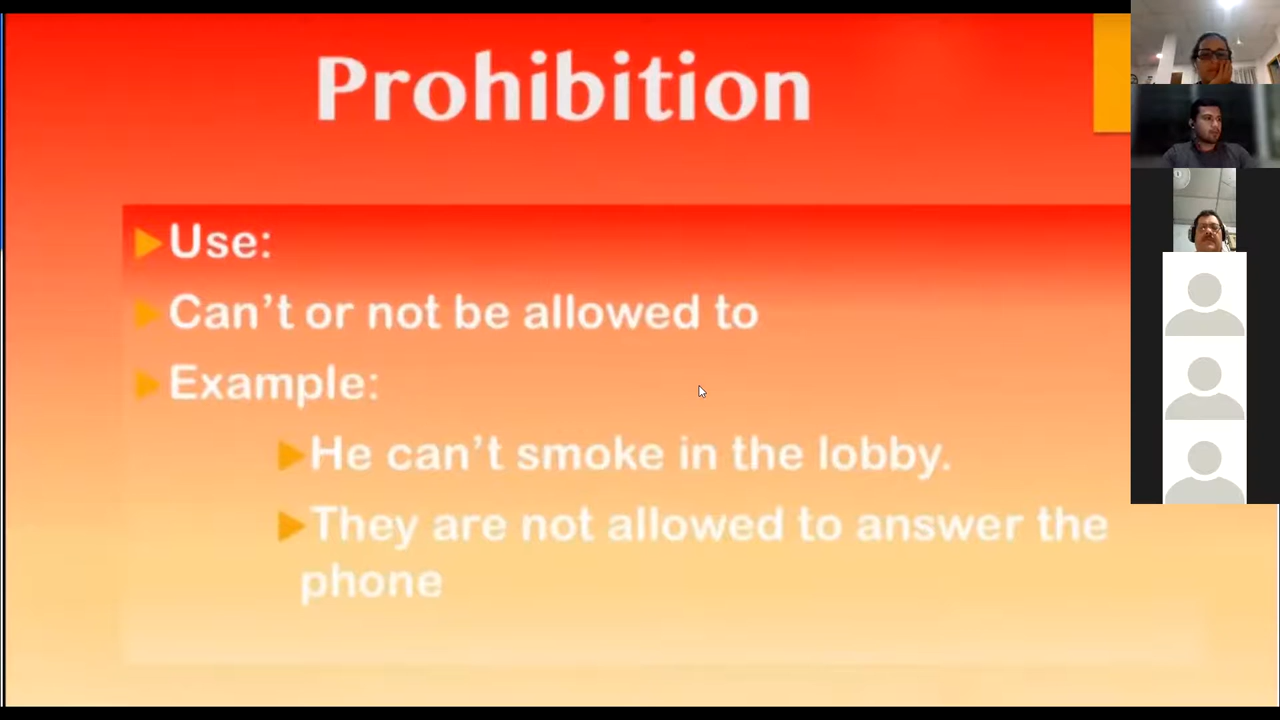 Prohibition
Use:
Can't or not be allowed to
Example:
He can't smoke in the lobby.
They are not allowed to answer the
phone